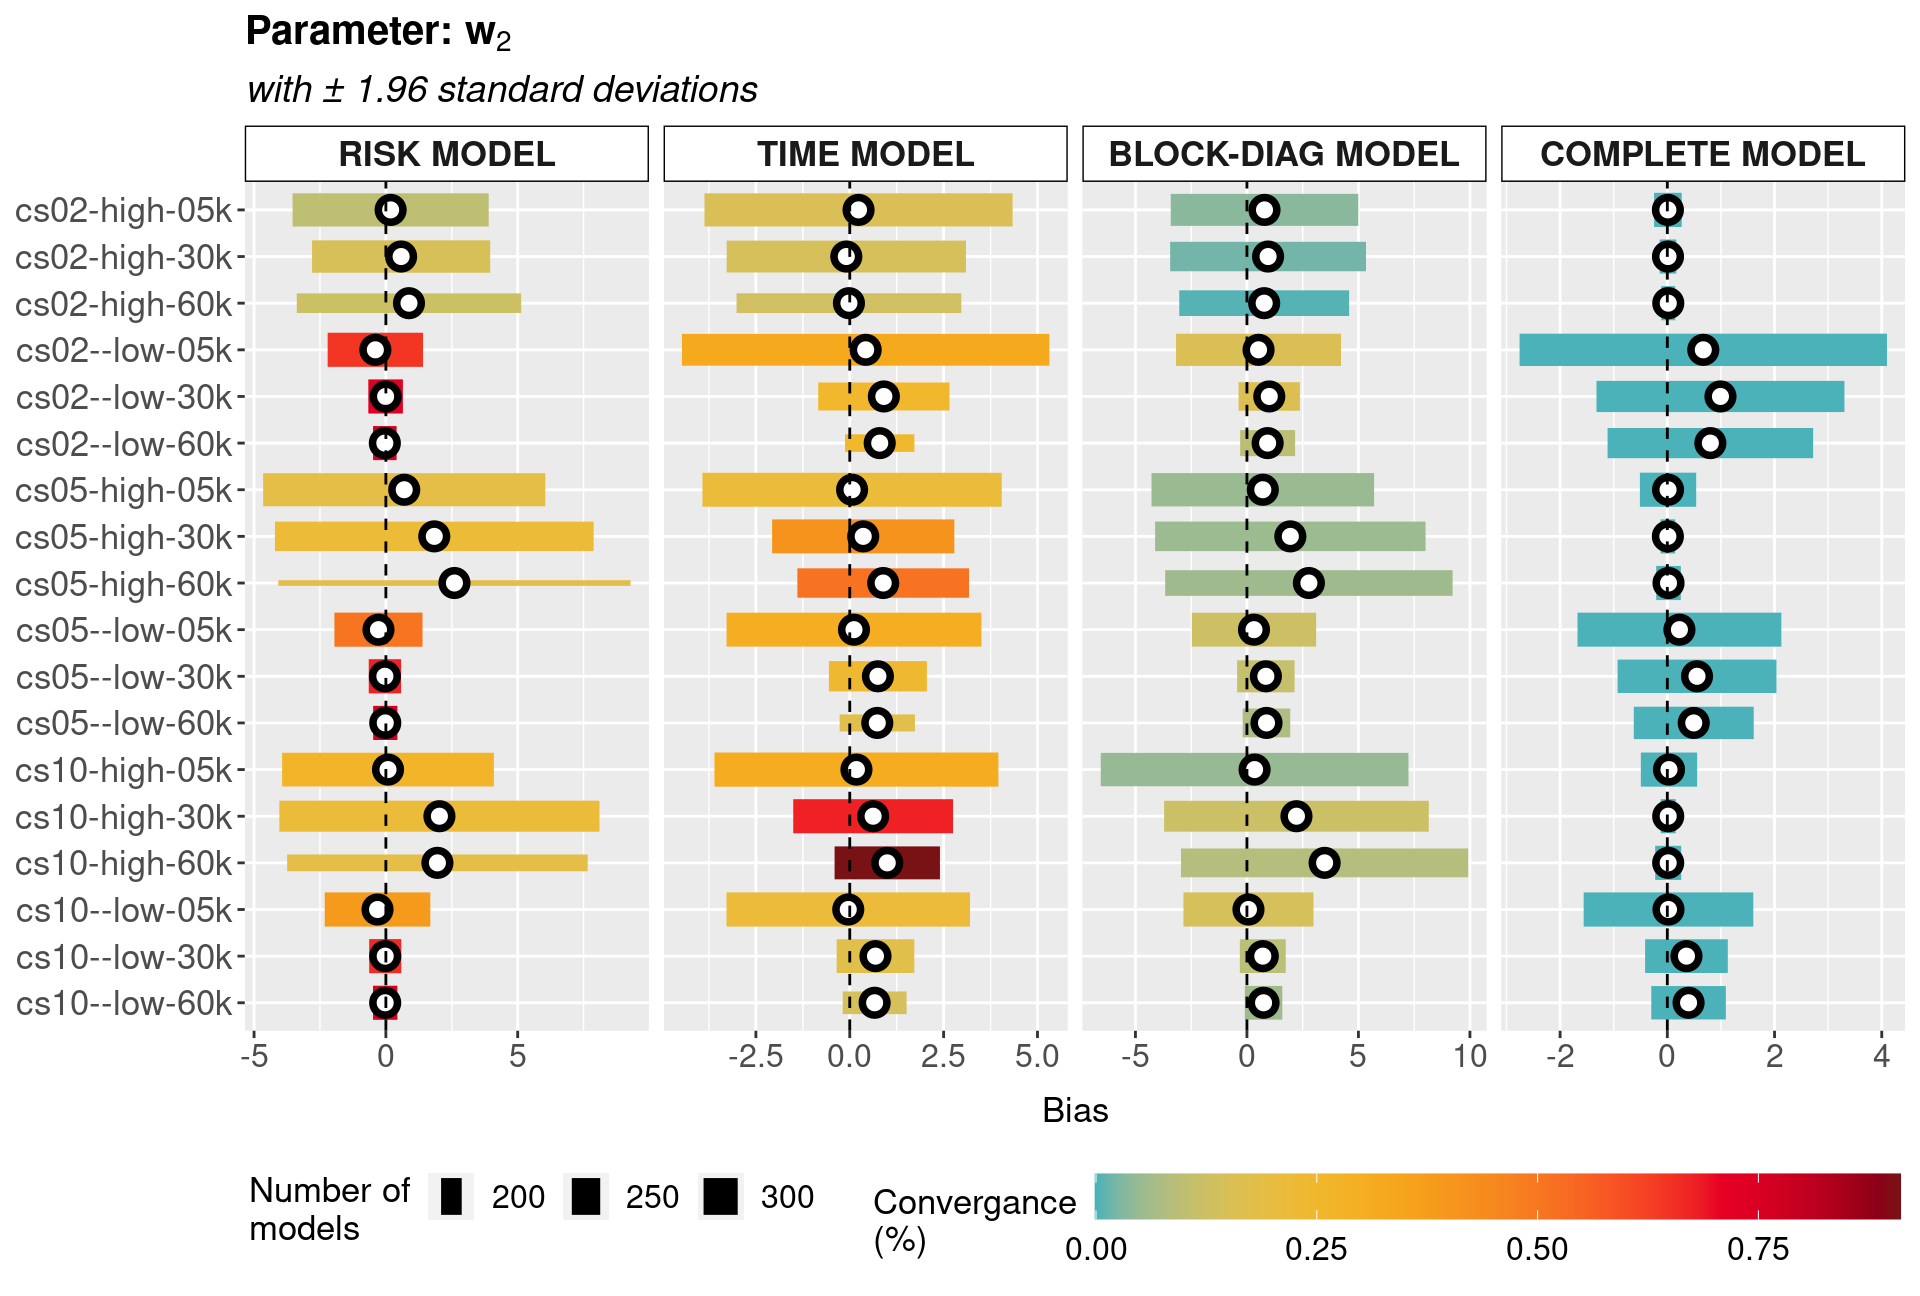 Parameter: w₂
with ± 1.96 standard deviations
RISK MODEL TIME MODEL BLOCK-DIAG MODEL COMPLETE MODEL
cs02-high-05k
cs02-high-30k
cs02-high-60k
cs02--low-05k
cs02--low-30k
cs02--low-60k
cs05-high-05k
cs05-high-30k
cs05-high-60k
cs05--low-05k
cs05--low-30k
cs05--low-60k
cs10-high-05k
cs10-high-30k
cs10-high-60k
cs10--low-05k
cs10--low-30k
cs10--low-60k
-5 0 5 -2.5 0.0 2.5 5.0 -5 0 5 10 -2 0 2 4
Bias
Number of
models
200 250 300
Convergance
(%)
0.00 0.25 0.50 0.75